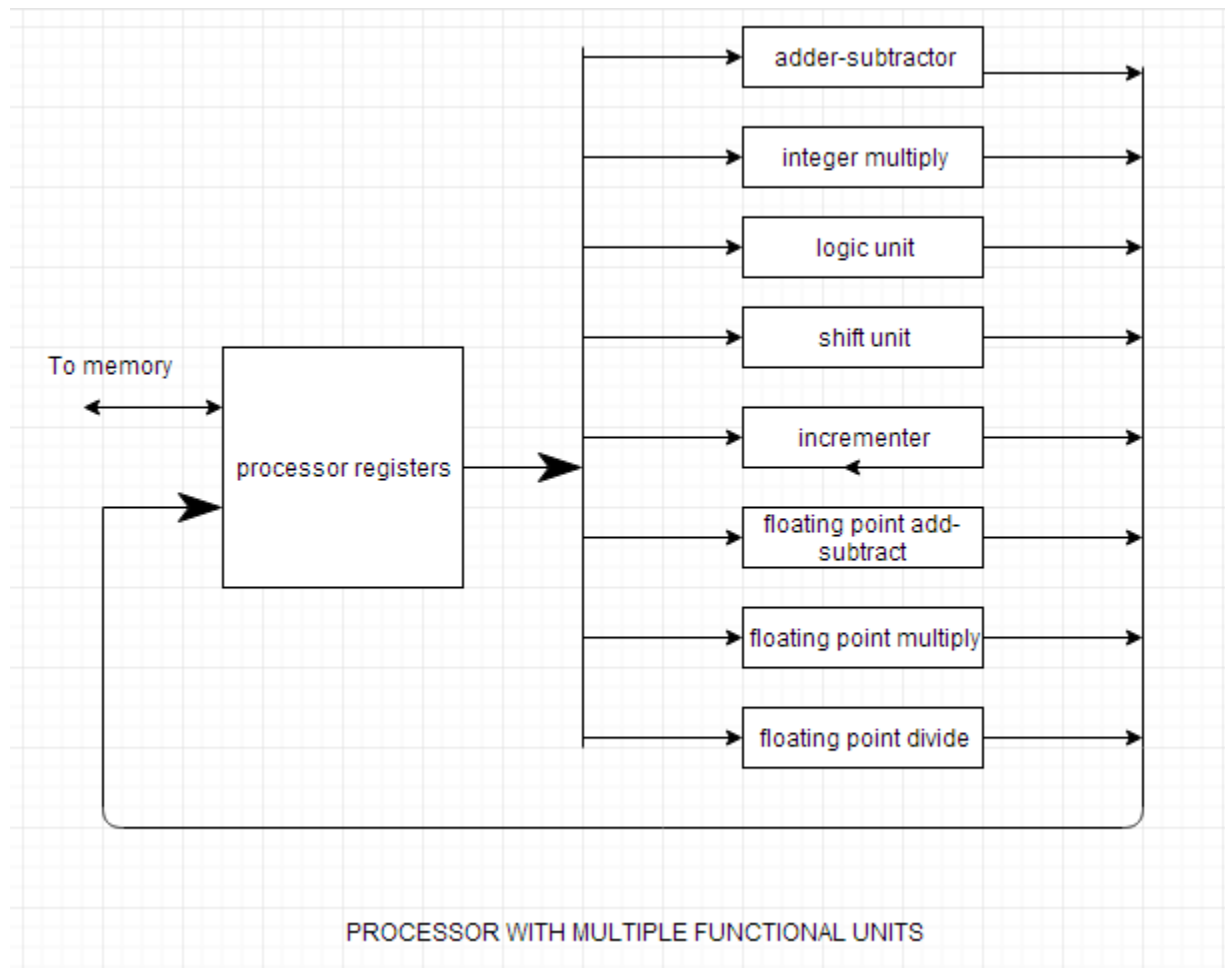 adder-subtractor
integer multiply
logic unit
shift unit
To memory
incrementer
processor registers
floating point add-
subtract
floating point multiply
floating point divide
PROCESSOR WITH MULTIPLE FUNCTIONAL UNITS